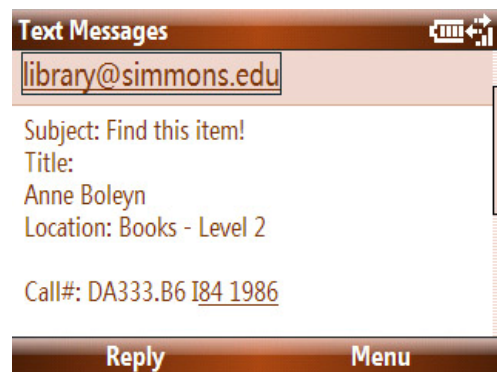 Text Messages
library@simmons.edu
Subject: Find this item!
Title:
Anne Boleyn
Location: Books - Level 2
Call#: DA333.B6 I84 1986
Reply Menu